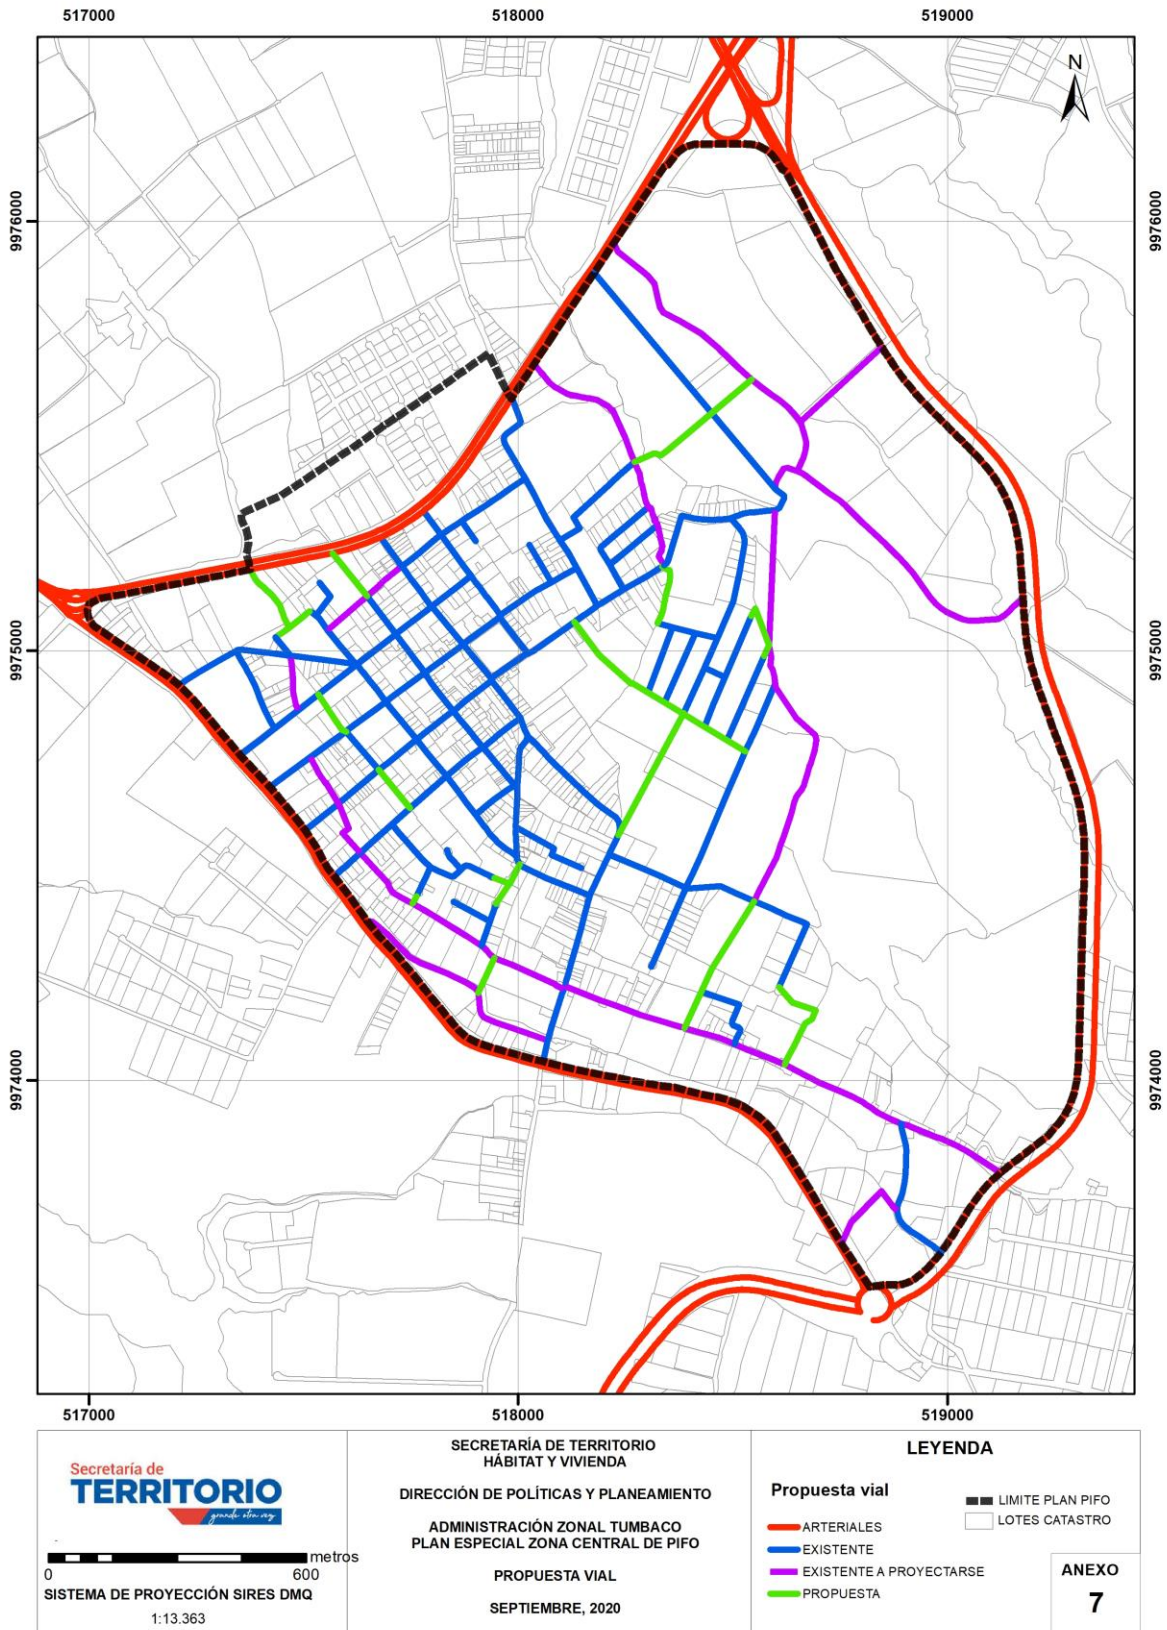 517000
518000
519000
N
9976000
9976000
9975000
9975000
9974000
9974000
517000
518000
519000
Secretaría de
TERRITORIO
grande otra vez
0
600
metros
SISTEMA DE PROYECCIÓN SIRES DMQ
1:13.363
SECRETARÍA DE TERRITORIO
HÁBITAT Y VIVIENDA
DIRECCIÓN DE POLÍTICAS Y PLANEAMIENTO
ADMINISTRACIÓN ZONAL TUMBACO
PLAN ESPECIAL ZONA CENTRAL DE PIFO
PROPUESTA VIAL
SEPTIEMBRE, 2020
LEYENDA
Propuesta vial
ARTERIALES
EXISTENTE
EXISTENTE A PROYECTARSE
PROPUESTA
LIMITE PLAN PIFO
LOTES CATASTRO
ANEXO
7